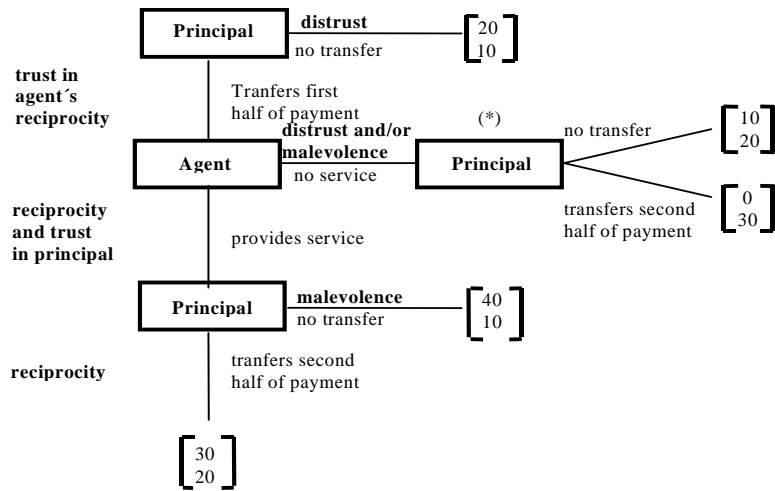 Principal
distrust
no transfer
20
10
trust in
agent´s
reciprocity
Tranfers first
half of payment
Agent
distrust and/or
malevolence
no service
(*)
Principal
no transfer
10
20
transfers second
half of payment
0
30
reciprocity
and trust
in principal
provides service
Principal
malevolence
no transfer
40
10
reciprocity
tranfers second
half of payment
30
20